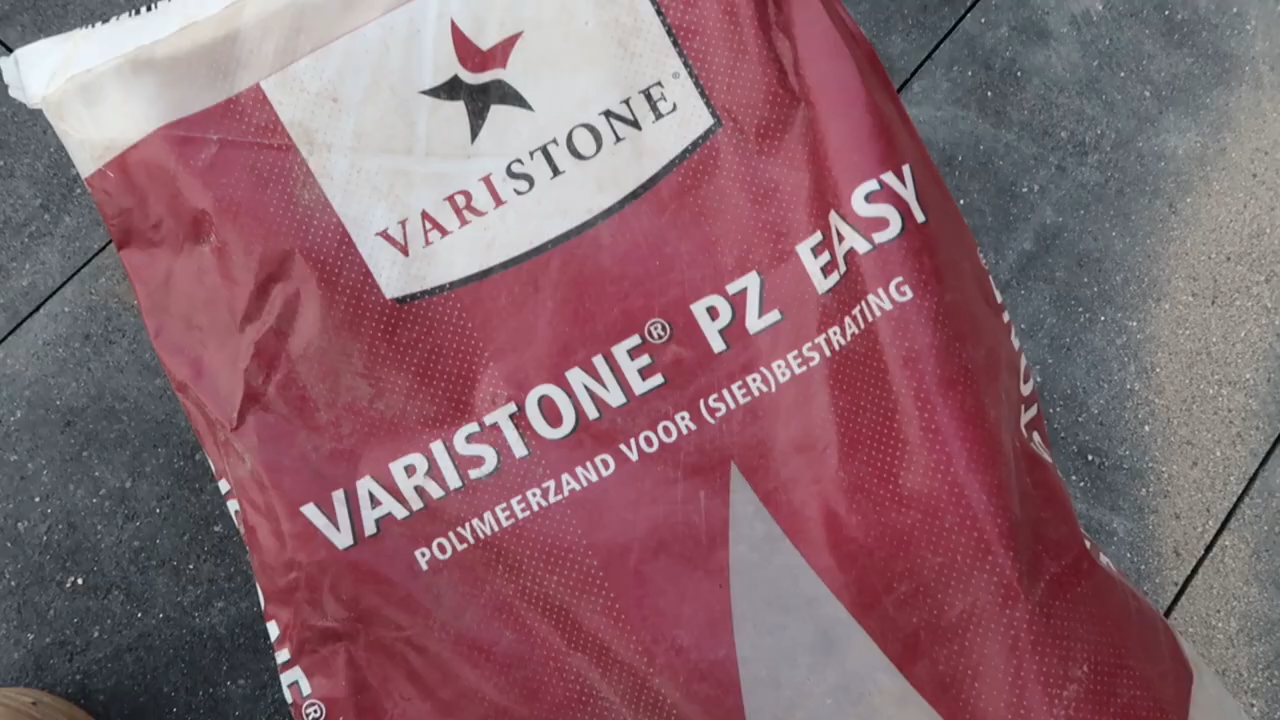 VARISTONE®
VARISTONE® PZ EASY
POLYMEERZAND VOOR (SIER)BESTRATING